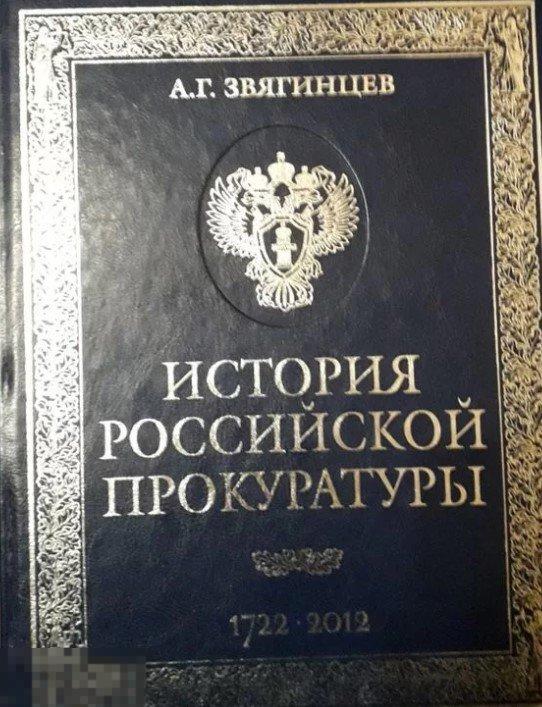 А.Г. ЗВЯГИНЦЕВ
ИСТОРИЯ
РОССИЙСКОЙ
ПРОКУРАТУРЫ
1722 · 2012